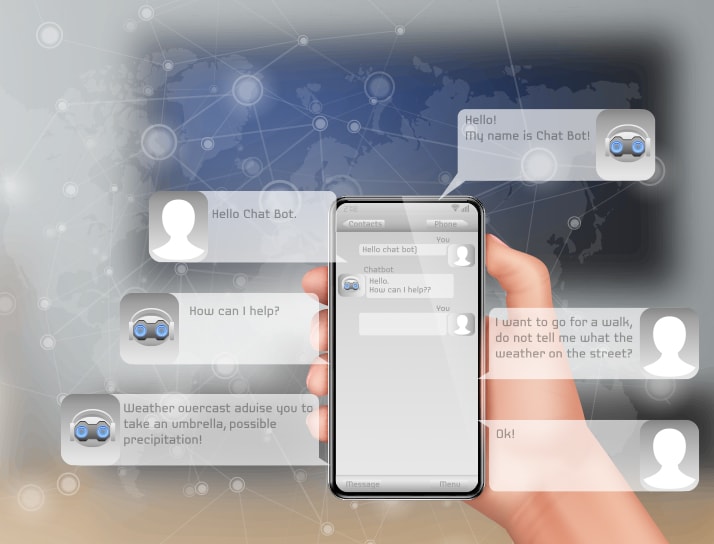 Hello!
My name is Chat Bot!
Hello Chat Bot.
Contacts
Phone
You
Hello chat bot)
Chatbot
Hello.
How can I help??
You
How can I help?
I want to go for a walk,
do not tell me what the
weather on the street?
Weather overcast advise you to
take an umbrella, possible
precipitation!
Ok!
Message
Menu